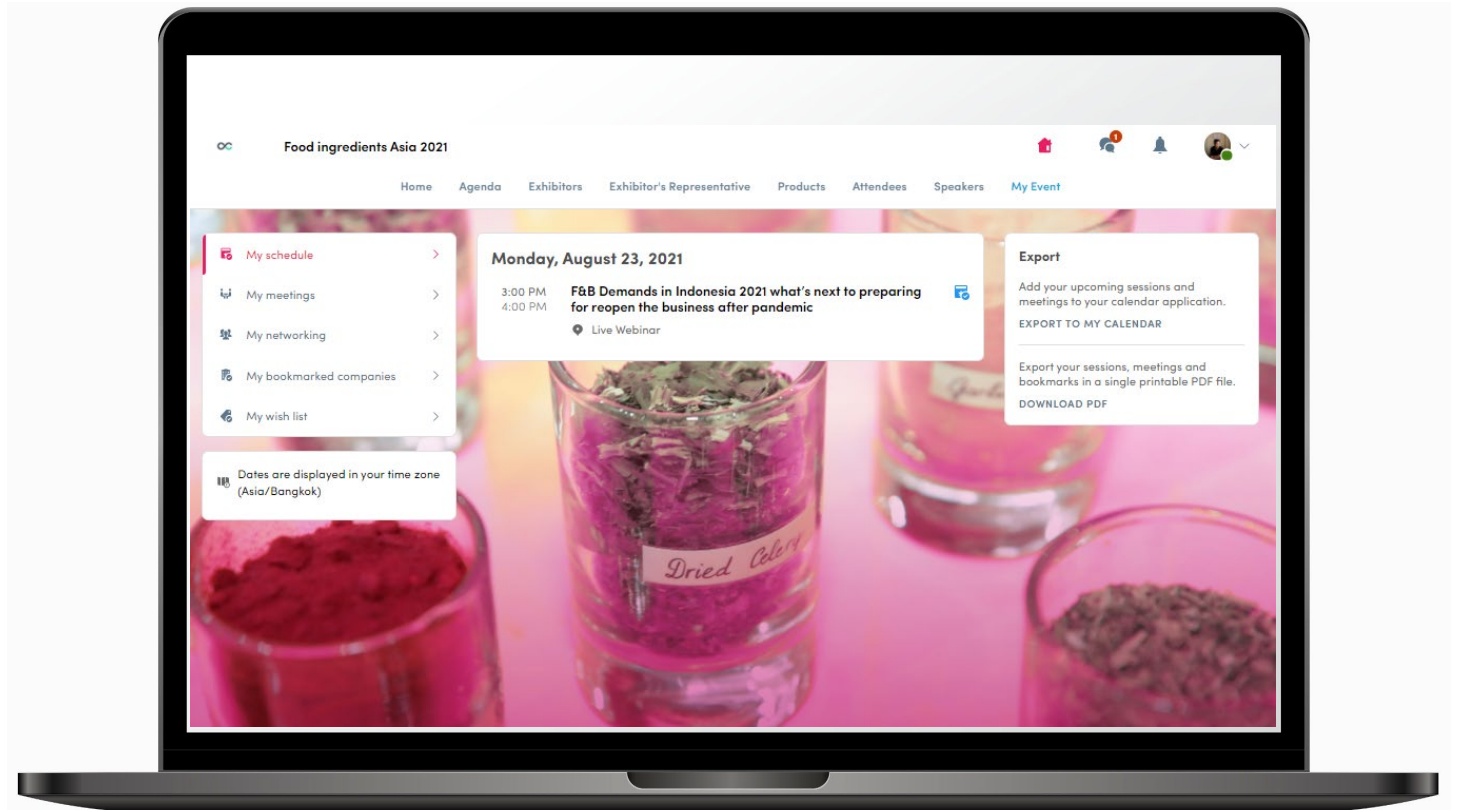 Food ingredients Asia 2021
1
Home Agenda Exhibitors Exhibitor's Representative Products Attendees Speakers My Event
My schedule
My meetings
My networking
My bookmarked companies
My wish list
Dates are displayed in your time zone
(Asia/Bangkok)
Monday, August 23, 2021
3:00 PM
4:00 PM
F&B Demands in Indonesia 2021 what's next to preparing
for reopen the business after pandemic
Live Webinar
Export
Add your upcoming sessions and
meetings to your calendar application.
EXPORT TO MY CALENDAR
Export your sessions, meetings and
bookmarks in a single printable PDF file.
DOWNLOAD PDF
Dried Celery